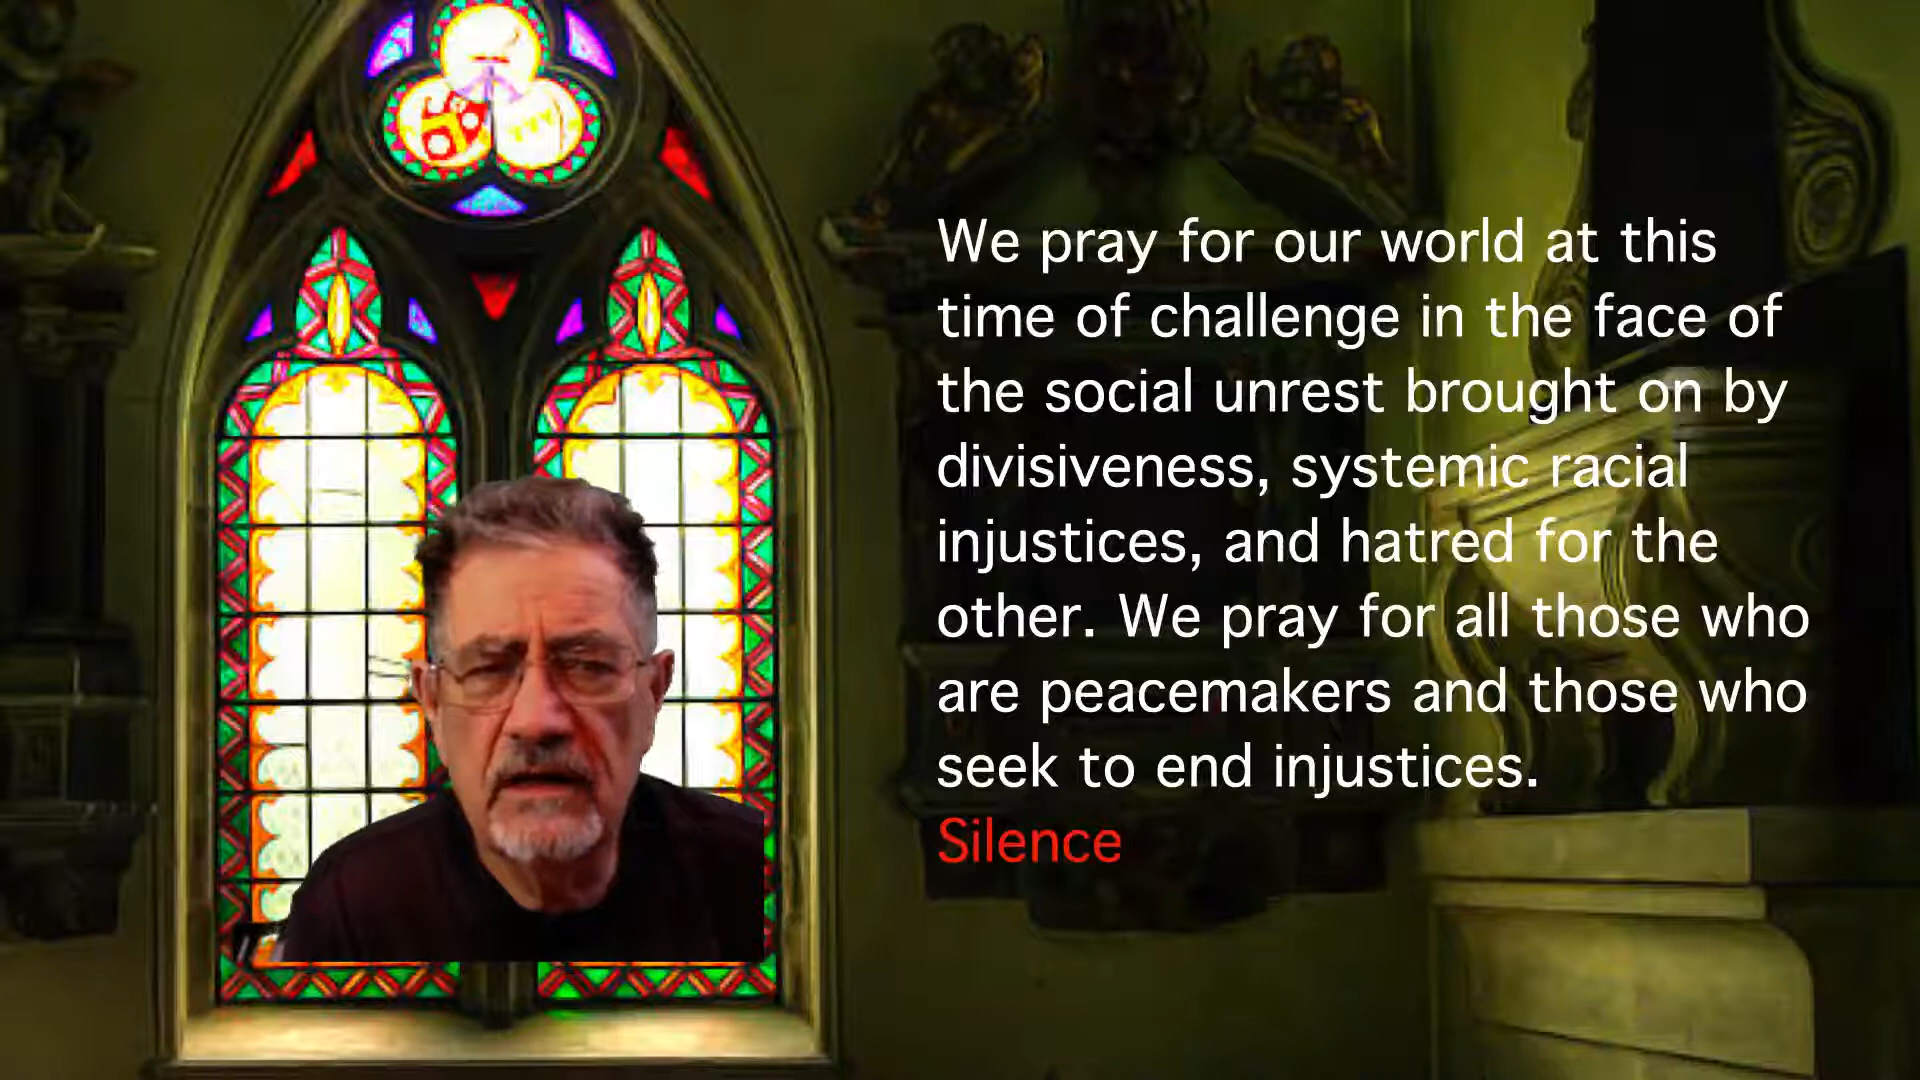 We pray for our world at this
time of challenge in the face of
the social unrest brought on by
divisiveness, systemic racial
injustices, and hatred for the
other. We pray for all those who
are peacemakers and those who
seek to end injustices.
Silence